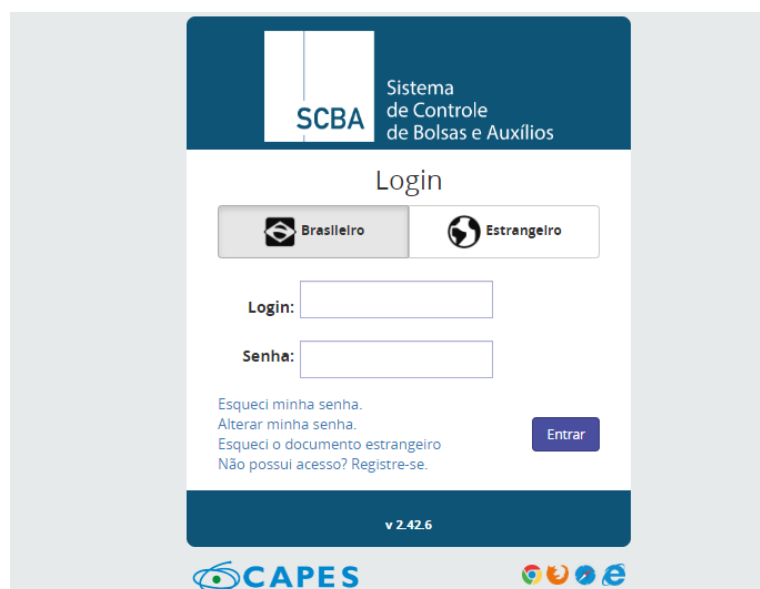 SCBA
Sistema
de Controle
de Bolsas e Auxílios
Login
Brasileiro
Estrangeiro
Login:
Senha:
Esqueci minha senha.
Alterar minha senha.
Esqueci o documento estrangeiro
Não possui acesso? Registre-se.
Entrar
v 2.42.6
CAPES